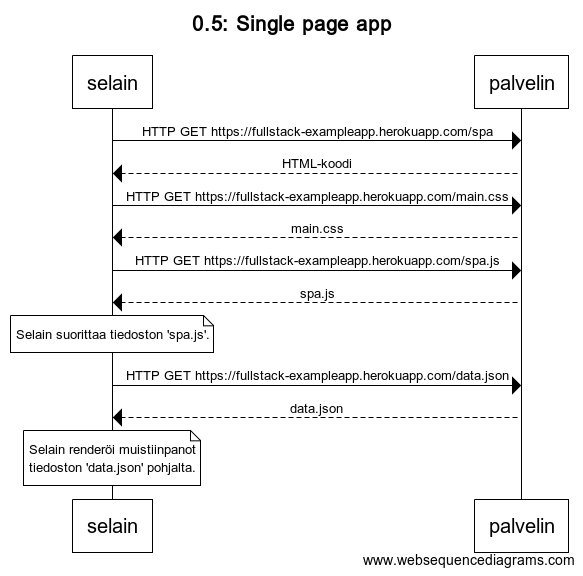 0.5: Single page app
selain
palvelin
HTTP GET https://fullstack-exampleapp.herokuapp.com/spa
HTML-koodi
HTTP GET https://fullstack-exampleapp.herokuapp.com/main.css
main.css
HTTP GET https://fullstack-exampleapp.herokuapp.com/spa.js
spa.js
Selain suorittaa tiedoston 'spa.js'.
HTTP GET https://fullstack-exampleapp.herokuapp.com/data.json
data.json
Selain renderöi muistiinpanot
tiedoston 'data.json' pohjalta.
selain
palvelin
www.websequencediagrams.com